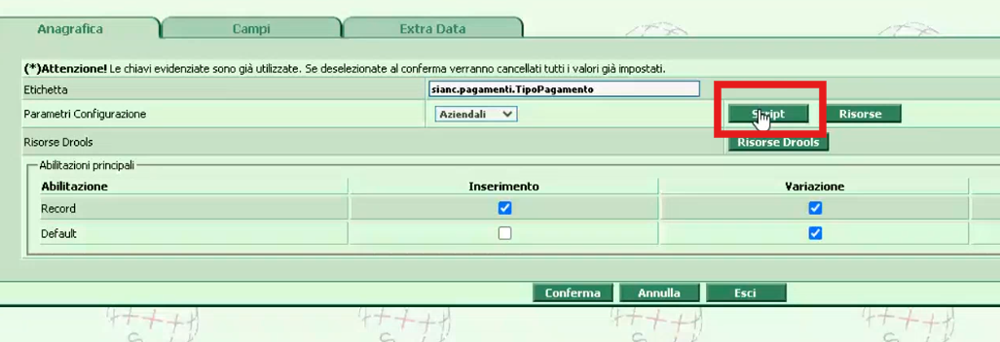 Anagrafica Campi Extra Data
(*)Attenzione! Le chiavi evidenziate sono già utilizzate. Se deselezionate al conferma verranno cancellati tutti i valori già impostati.
Etichetta sianc.pagamenti.TipoPagamento
Parametri Configurazione Aziendali Script Risorse
Risorse Drools Risorse Drools
Abilitazioni principali
Abilitazione Inserimento Variazione
Record
Default
Conferma Annulla Esci